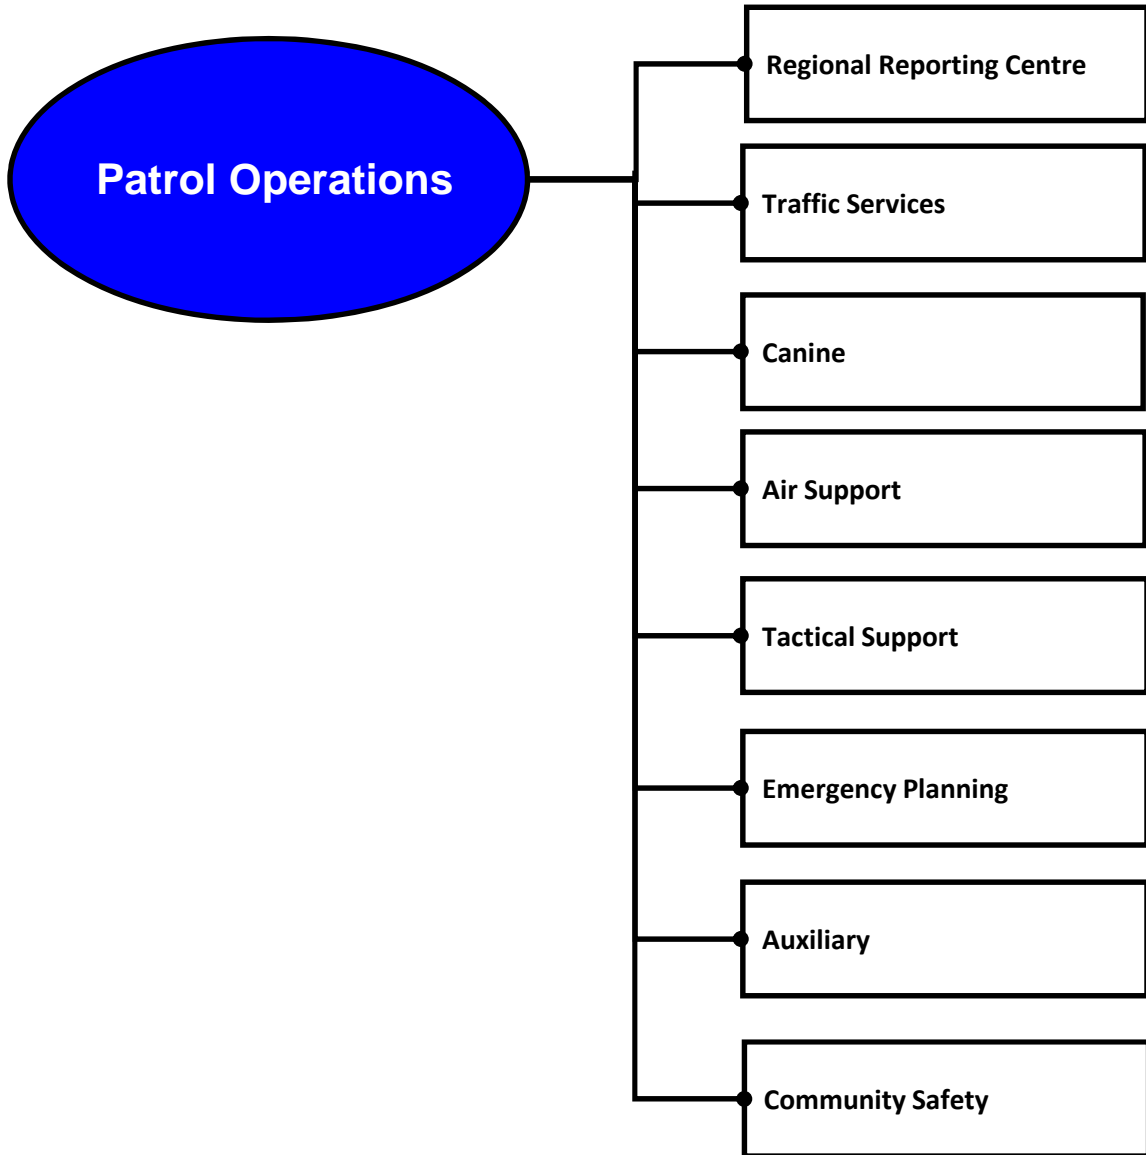 Patrol Operations
Regional Reporting Centre
Traffic Services
Canine
Air Support
Tactical Support
Emergency Planning
Auxiliary
Community Safety